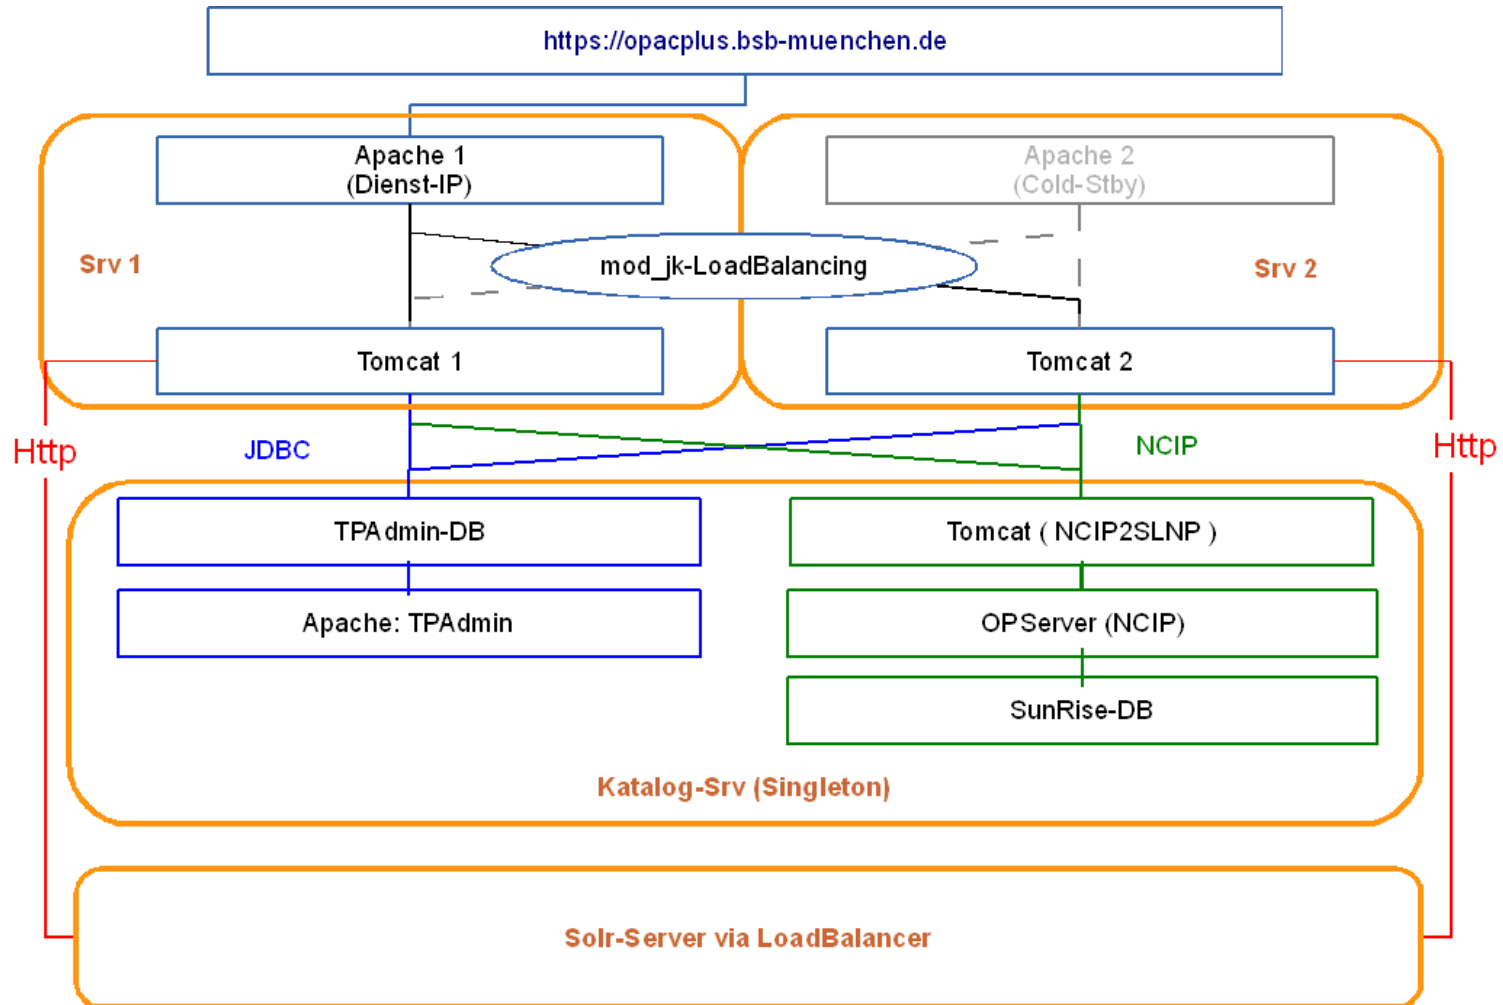 https://opacplus.bsb-muenchen.de
Apache 1
(Dienst-IP)
Apache 2
(Cold-Stby)
Srv 1
mod_jk-LoadBalancing
Srv 2
Tomcat 1
Tomcat 2
Http
JDBC
NCIP
Http
TPAdmin-DB
Tomcat ( NCIP2SLNP )
Apache: TPAdmin
OPServer (NCIP)
SunRise-DB
Katalog-Srv (Singleton)
Solr-Server via LoadBalancer